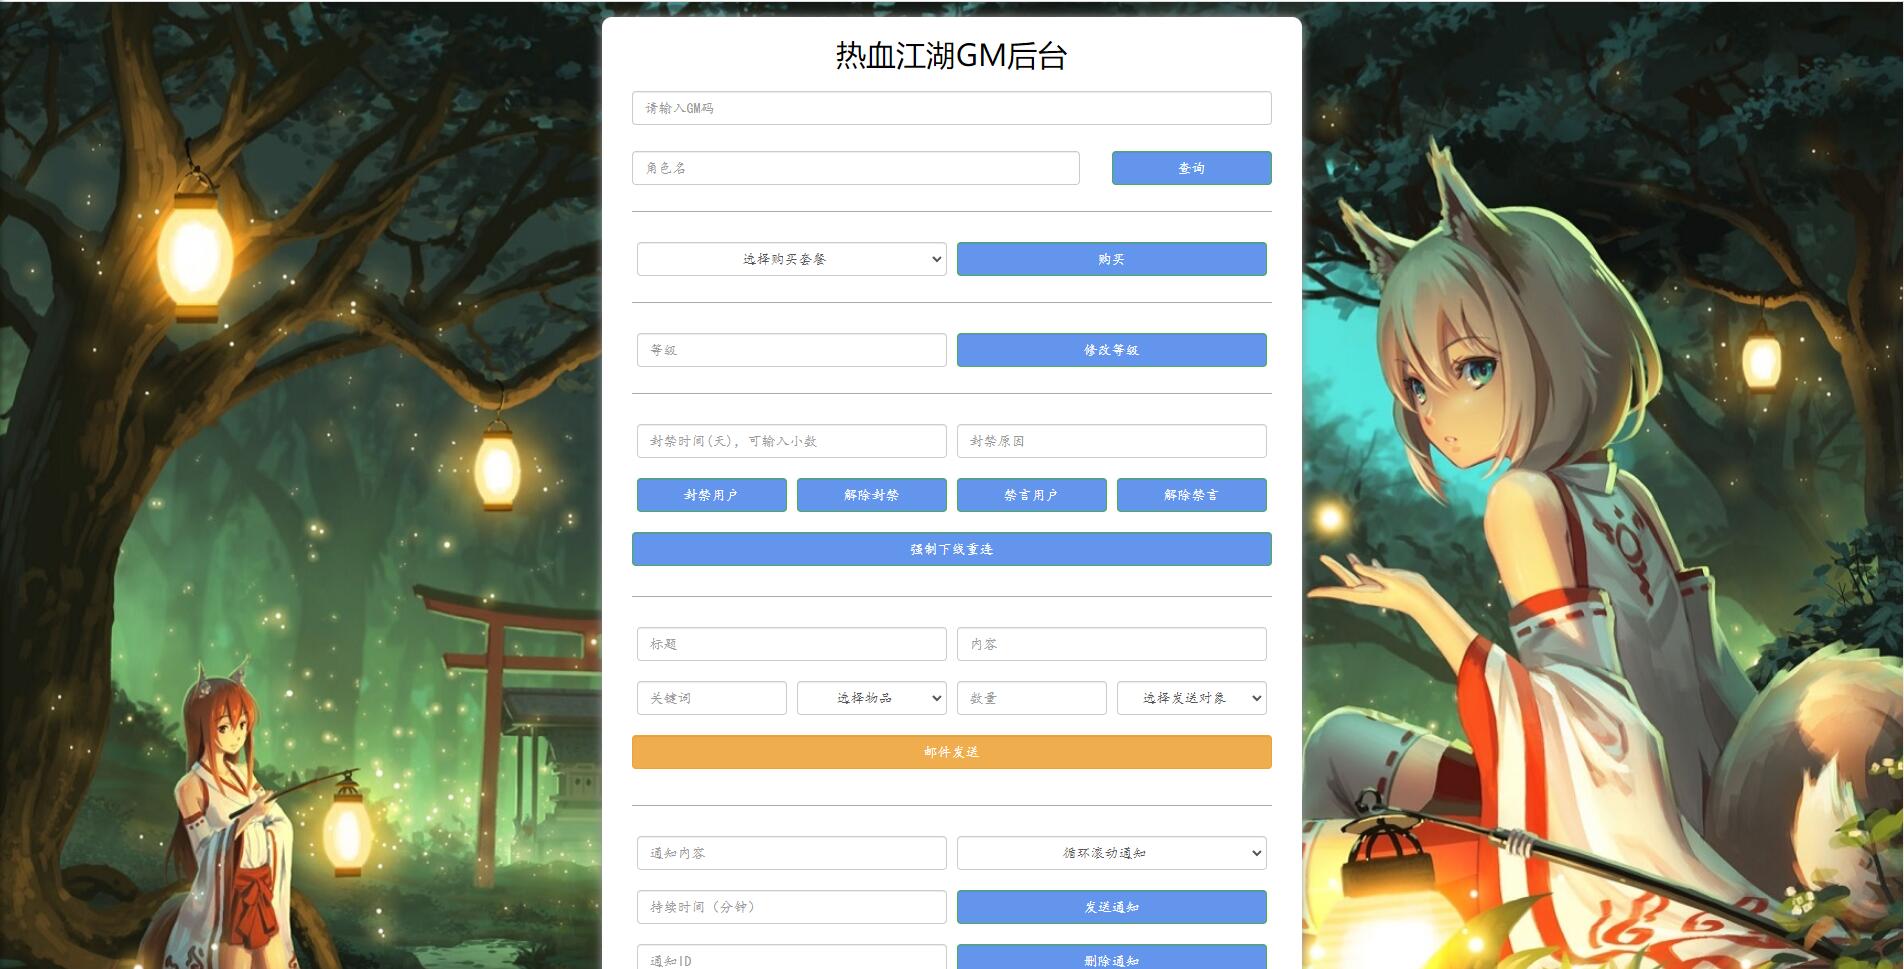 热血江湖GM后台
请输入GM码
角色名 查询
选择购买套餐 购买
等级 修改等级
封禁时间(天), 可输入小数 封禁原因
封禁用户 解除封禁 禁言用户 解除禁言
强制下线重连
标题 内容
关键词 选择物品 数量 选择发送对象
邮件发送
通知内容 循环滚动通知
持续时间（分钟） 发送通知
通知ID 删除通知